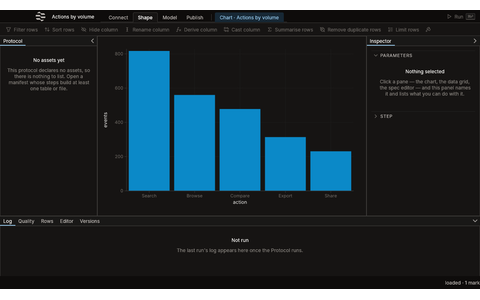 Actions by volume
Connect
Shape
Model
Publish
Chart · Actions by volume
Run
Filter rows
Sort rows
Hide column
Rename column
Derive column
Cast column
Summarise rows
Remove duplicate rows
Limit rows
Protocol
No assets yet
This protocol declares no assets, so
there is nothing to list. Open a
manifest whose steps build at least
one table or file.
events
800
600
400
200
0
Search
Browse
Compare
Export
Share
action
Inspector
PARAMETERS
Nothing selected
Click a pane — the chart, the data grid,
the spec editor — and this panel names
it and lists what you can do with it.
STEP
Log
Quality
Rows
Editor
Versions
Not run
The last run's log appears here once the Protocol runs.
loaded · 1 mark